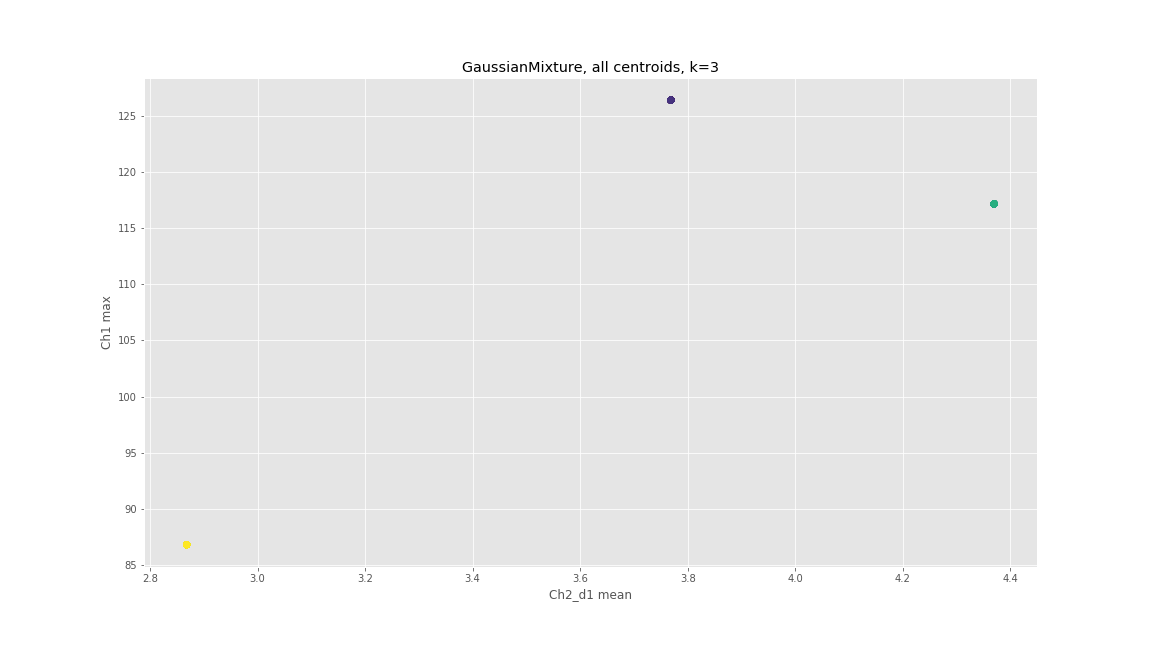 GaussianMixture, all centroids, k=3
125
120
115
110
105
100
95
90
85
Ch1 max
2.8 3.0 3.2 3.4 3.6 3.8 4.0 4.2 4.4
Ch2_d1 mean